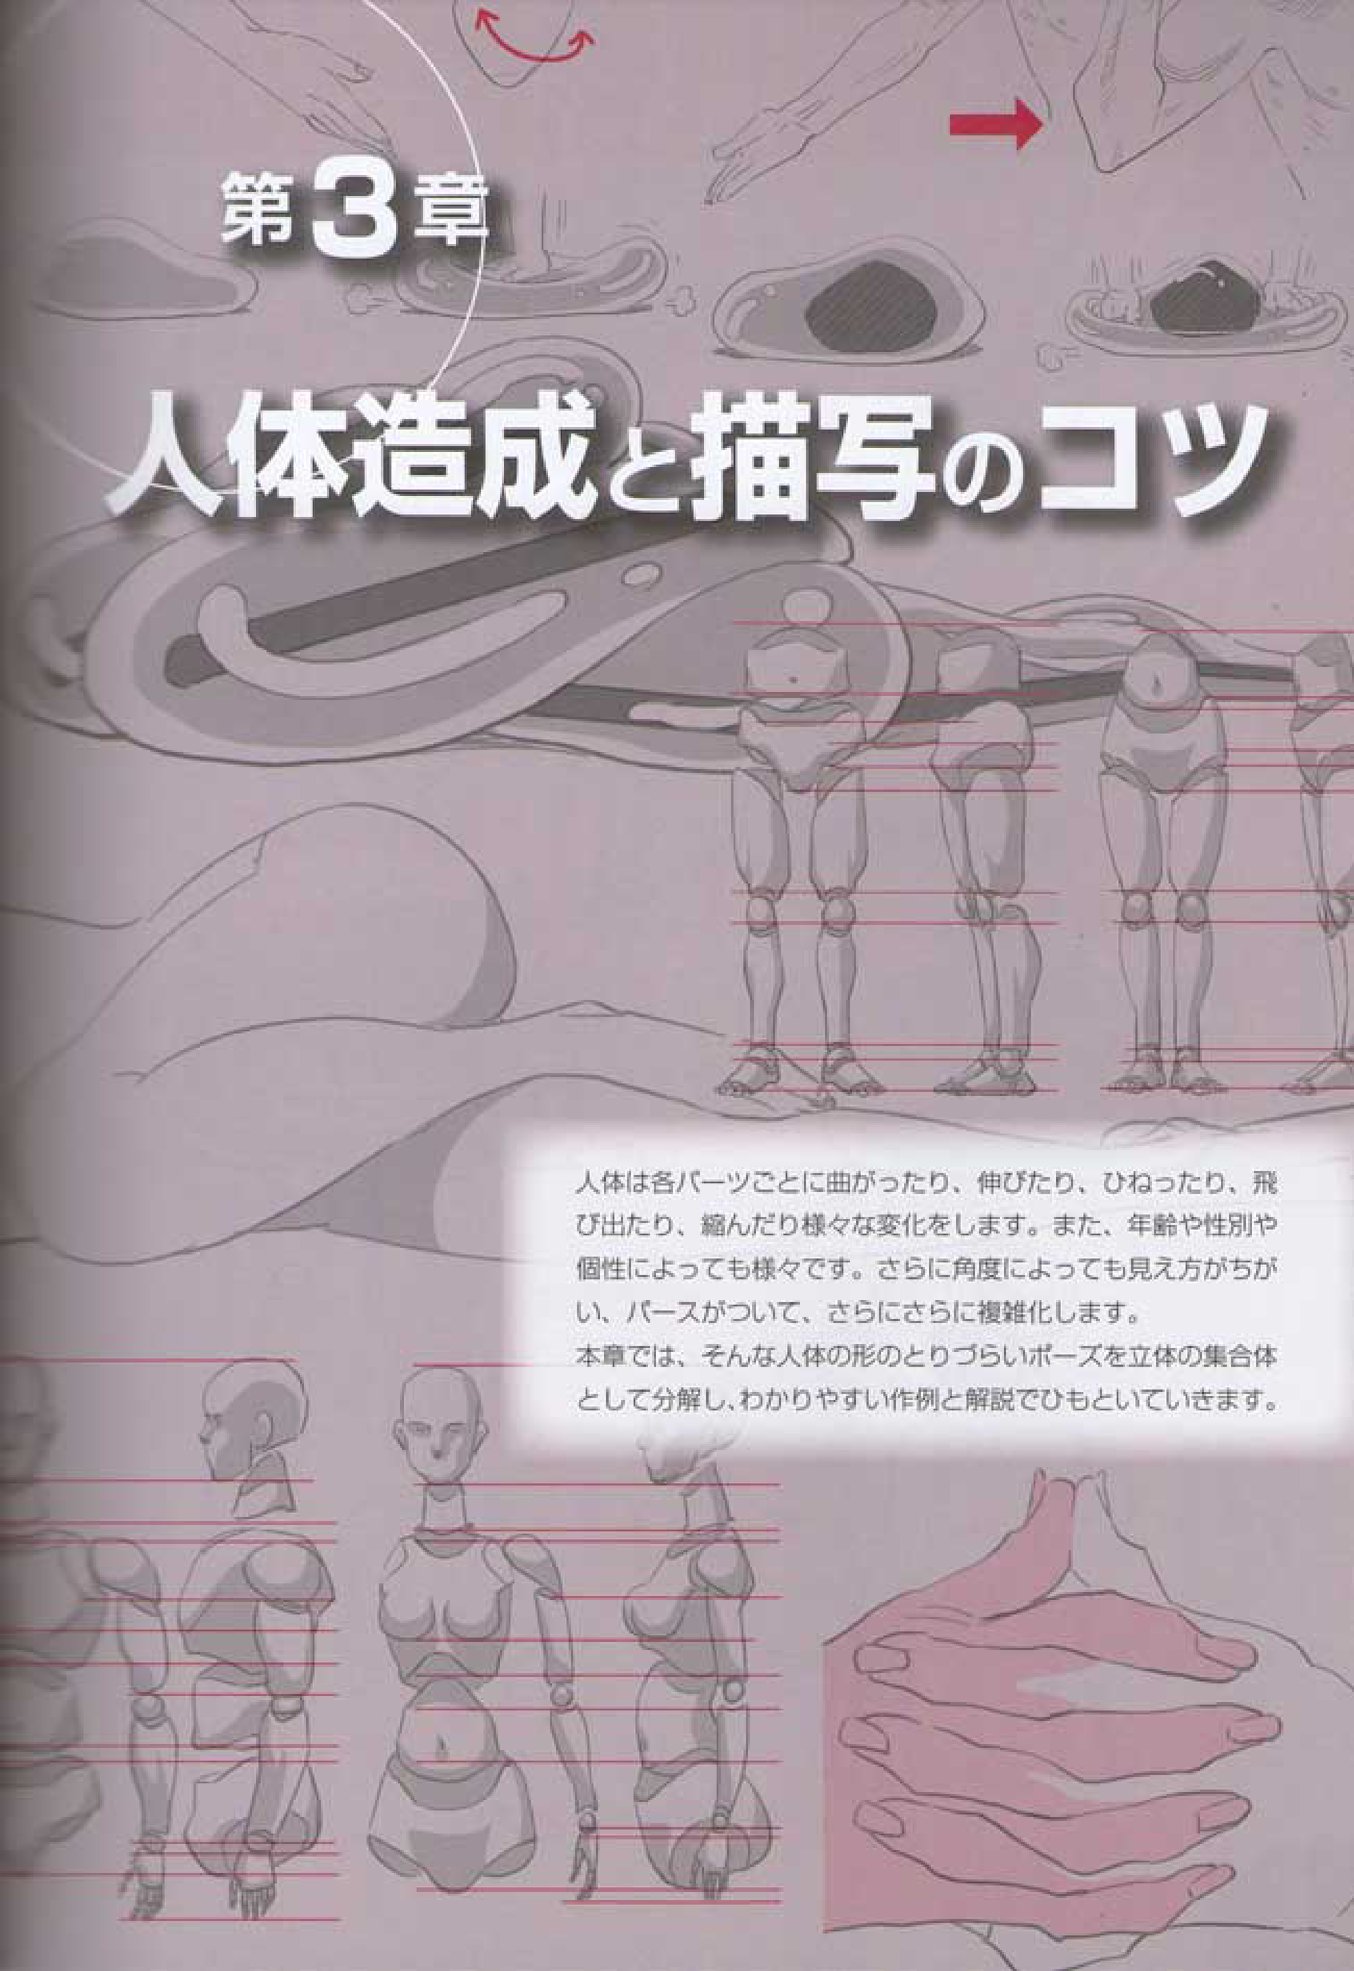 第3章
人体造成と描写のコツ
人体は各パーツごとに曲がったり、伸びたり、ひねったり、飛
び出たり、縮んだり様々な変化をします。また、年齢や性別や
個性によっても様々です。さらに角度によっても見え方がちが
い、パースがついて、さらにさらに複雑化します。
本章では、そんな人体の形のとりづらいポーズを立体の集合体
として分解し、わかりやすい作例と解説でひもといていきます。